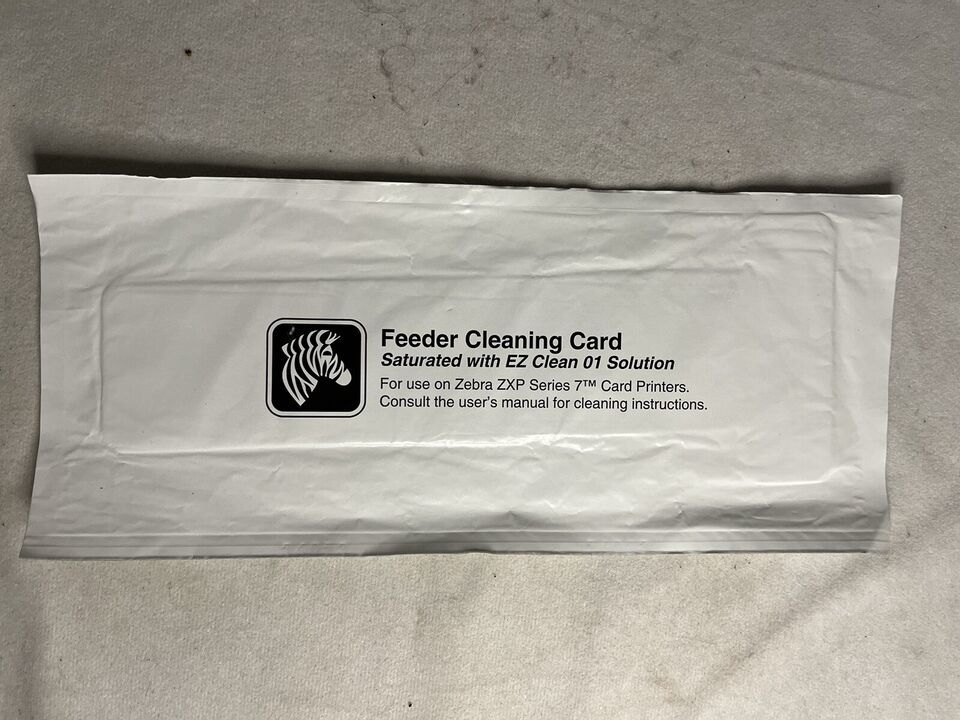 Feeder Cleaning Card
Saturated with EZ Clean 01 Solution
For use on Zebra ZXP Series 7™ Card Printers.
Consult the user's manual for cleaning instructions.